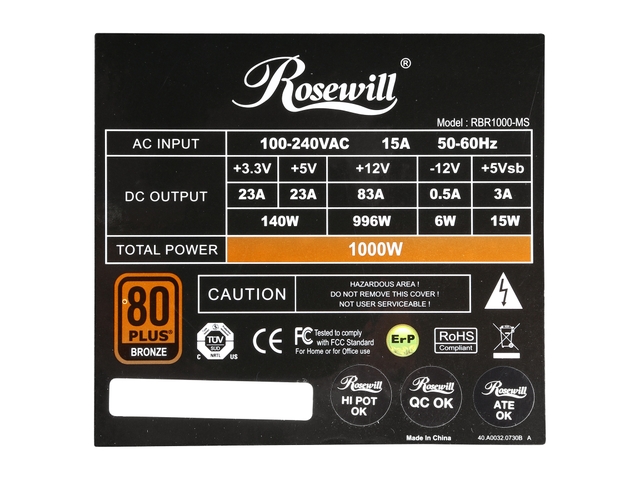 Rosewill®
Model : RBR1000-MS
AC INPUT 100-240VAC 15A 50-60Hz
DC OUTPUT +3.3V +5V +12V -12V +5Vsb
23A 23A 83A 0.5A 3A
140W 996W 6W 15W
TOTAL POWER 1000W
80
PLUS®
BRONZE
CAUTION
HAZARDOUS AREA !
DO NOT REMOVE THIS COVER !
NOT USER SERVICEABLE !
TÜV
SUD
NRTL
C US
CE
FC Tested to comply
with FCC Standard
For Home or for Office use
ErP
RoHS
Compliant
Rosewill
HI POT
OK
Rosewill
QC OK
Rosewill
ATE
OK
Made In China
40.A0032.0730B A